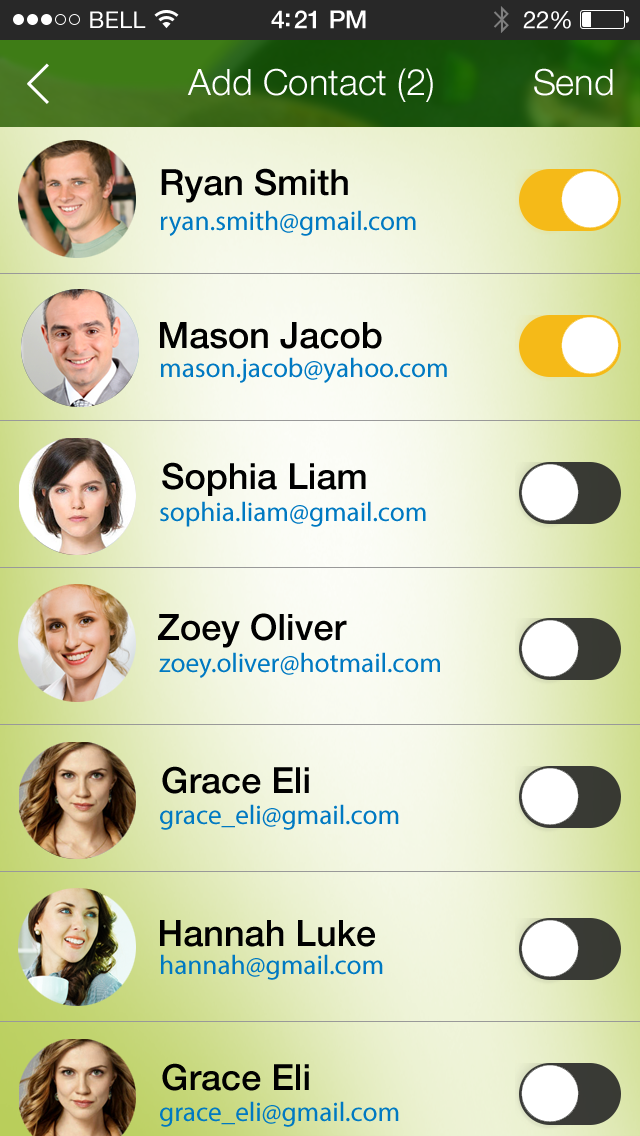 BELL 4:21 PM 22%
Add Contact (2) Send
Ryan Smith
ryan.smith@gmail.com
Mason Jacob
mason.jacob@yahoo.com
Sophia Liam
sophia.liam@gmail.com
Zoey Oliver
zoey.oliver@hotmail.com
Grace Eli
grace_eli@gmail.com
Hannah Luke
hannah@gmail.com
Grace Eli
grace_eli@gmail.com